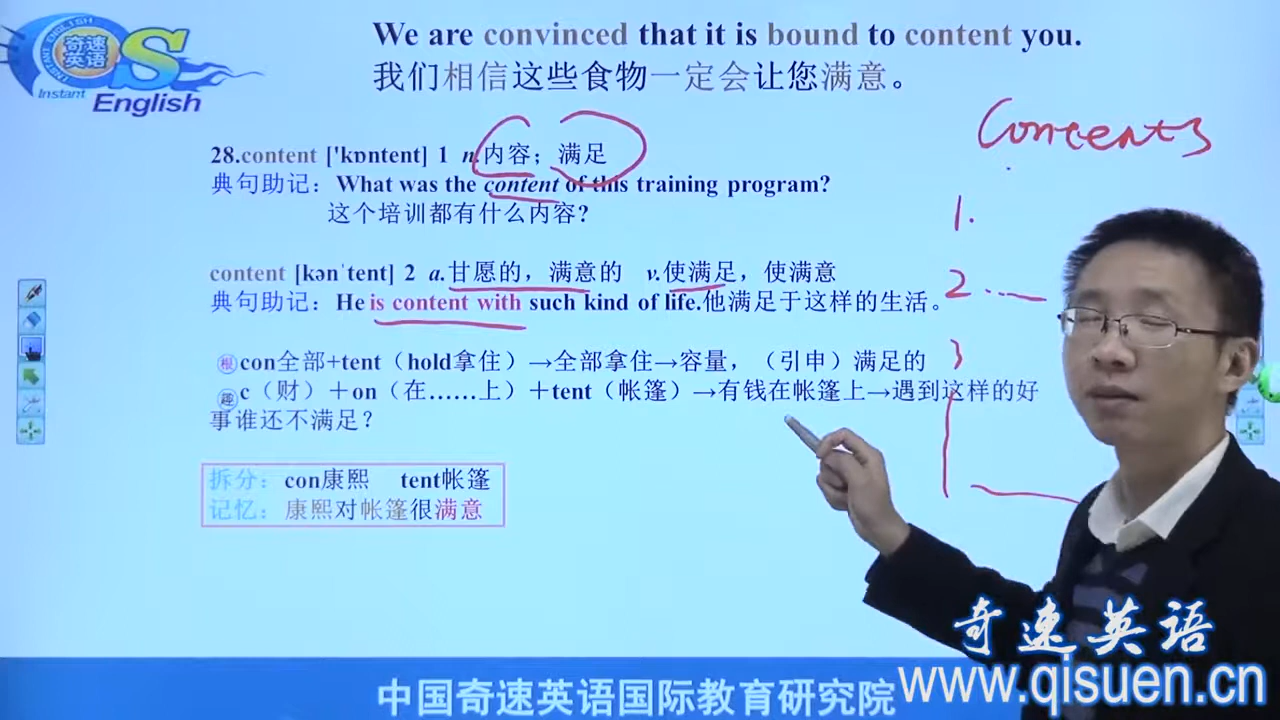 We are convinced that it is bound to content you.
我们相信这些食物一定会让您满意。
INSTANT ENGLISH
奇速
英语
S
Instant
English
Contents
28.content ['kɒntent] 1 n.内容；满足
典句助记：What was the content of this training program?
这个培训都有什么内容?
1.
content [kənˈtent] 2 a.甘愿的，满意的 v.使满足，使满意
2
典句助记：He is content with such kind of life.他满足于这样的生活。
3
根 con全部+tent（hold拿住）→全部拿住→容量，（引申）满足的
趣 c（财）＋on（在……上）＋tent（帐篷）→有钱在帐篷上→遇到这样的好
事谁还不满足？
拆分：con康熙 tent帐篷
记忆：康熙对帐篷很满意
奇速英语
www.qisuen.cn
中国奇速英语国际教育研究院